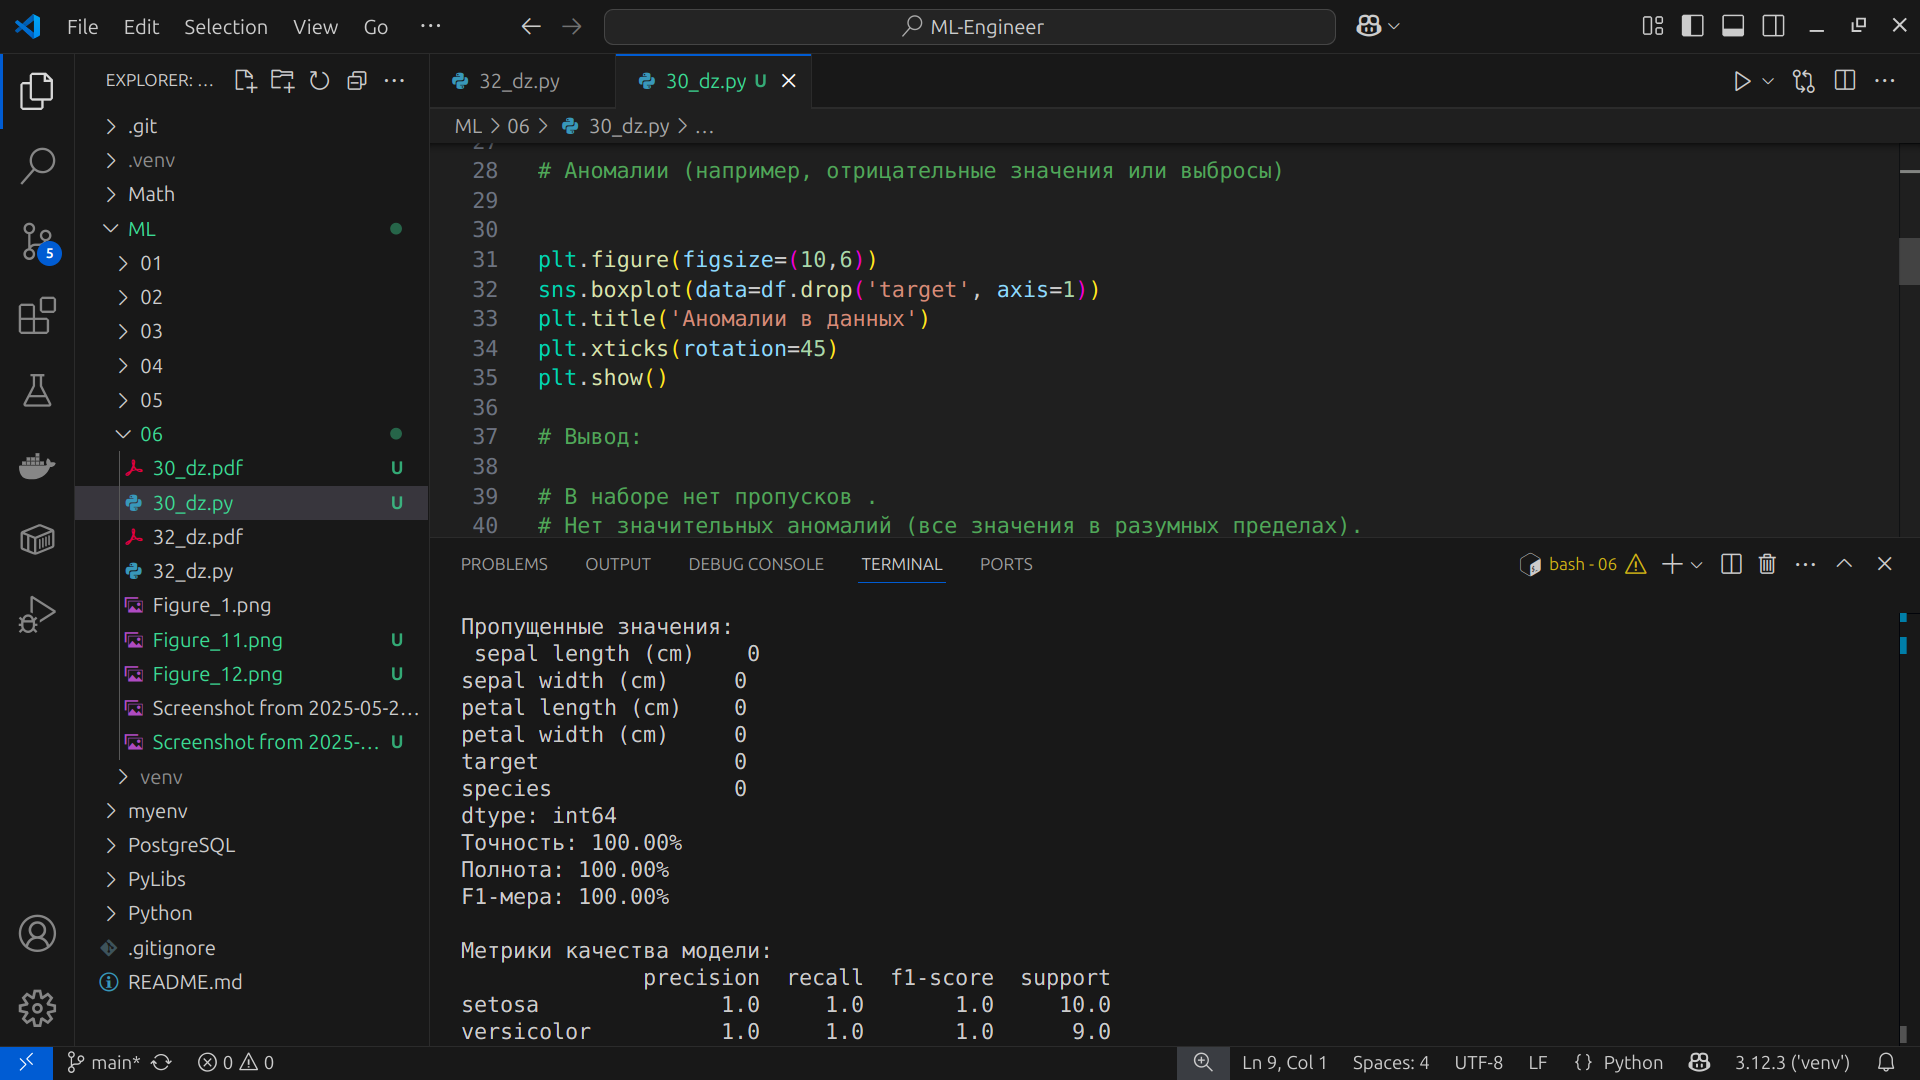 File Edit Selection View Go ···
ML-Engineer
EXPLORER: ...
.git
.venv
Math
ML
01
02
03
04
05
06
30_dz.pdf U
30_dz.py U
32_dz.pdf
32_dz.py
Figure_1.png
Figure_11.png U
Figure_12.png U
Screenshot from 2025-05-2...
Screenshot from 2025-... U
venv
myenv
PostgreSQL
PyLibs
Python
.gitignore
README.md
5
32_dz.py
30_dz.py U
ML > 06 > 30_dz.py > ...
27
28 # Аномалии (например, отрицательные значения или выбросы)
29
30
31 plt.figure(figsize=(10,6))
32 sns.boxplot(data=df.drop('target', axis=1))
33 plt.title('Аномалии в данных')
34 plt.xticks(rotation=45)
35 plt.show()
36
37 # Вывод:
38
39 # В наборе нет пропусков .
40 # Нет значительных аномалий (все значения в разумных пределах).
PROBLEMS OUTPUT DEBUG CONSOLE TERMINAL PORTS
bash - 06
Пропущенные значения:
sepal length (cm) 0
sepal width (cm) 0
petal length (cm) 0
petal width (cm) 0
target 0
species 0
dtype: int64
Точность: 100.00%
Полнота: 100.00%
F1-мера: 100.00%
Метрики качества модели:
precision recall f1-score support
setosa 1.0 1.0 1.0 10.0
versicolor 1.0 1.0 1.0 9.0
main* 0 0
Ln 9, Col 1 Spaces: 4 UTF-8 LF {} Python 3.12.3 ('venv')